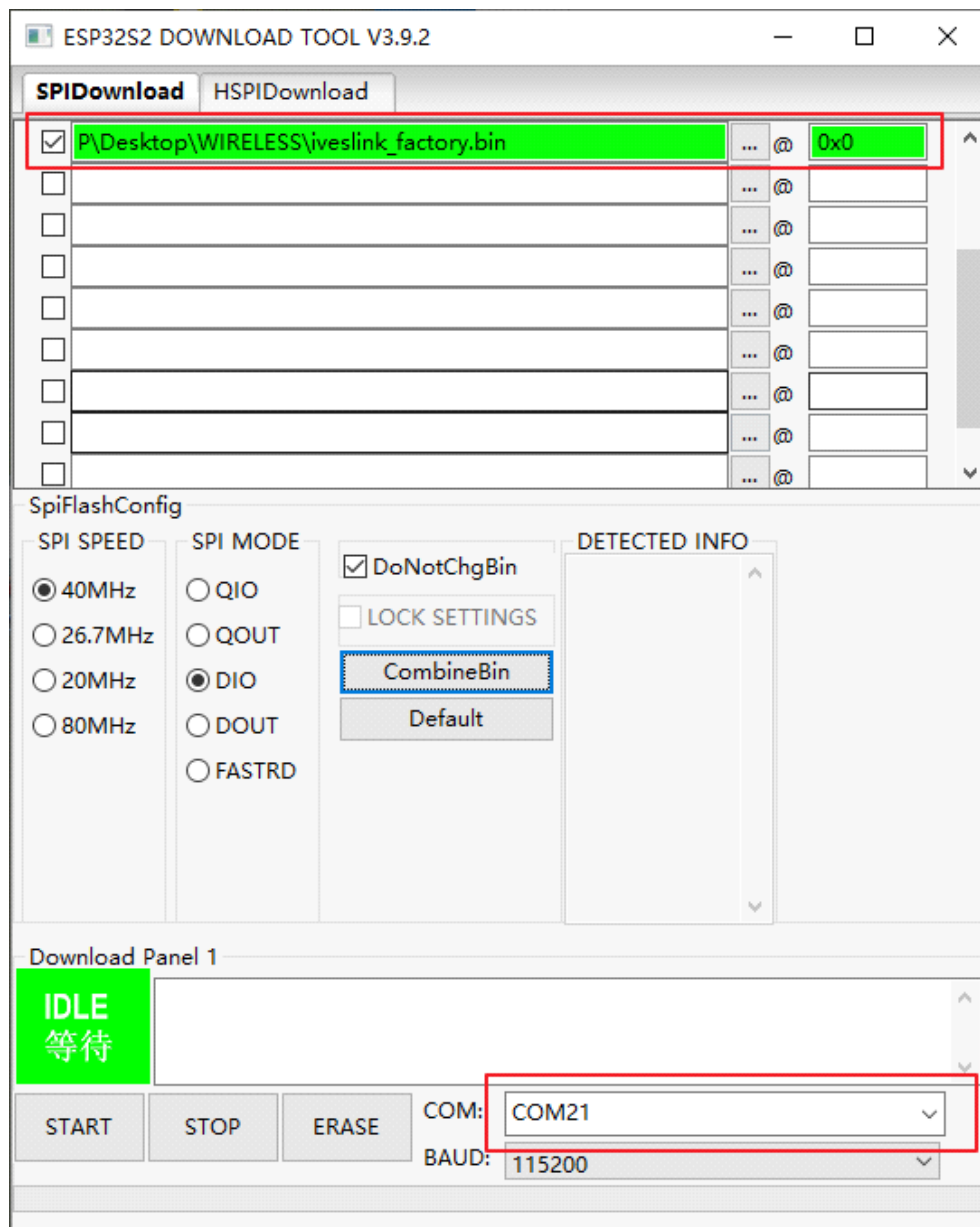 ESP32S2 DOWNLOAD TOOL V3.9.2
SPIDownload HSPIDownload
P\Desktop\WIRELESS\iveslink_factory.bin ... @ 0x0
... @
... @
... @
... @
... @
... @
... @
... @
SpiFlashConfig
SPI SPEED
40MHz
26.7MHz
20MHz
80MHz
SPI MODE
QIO
QOUT
DIO
DOUT
FASTRD
DoNotChgBin
LOCK SETTINGS
CombineBin
Default
DETECTED INFO
Download Panel 1
IDLE
等待
START STOP ERASE
COM: COM21
BAUD: 115200